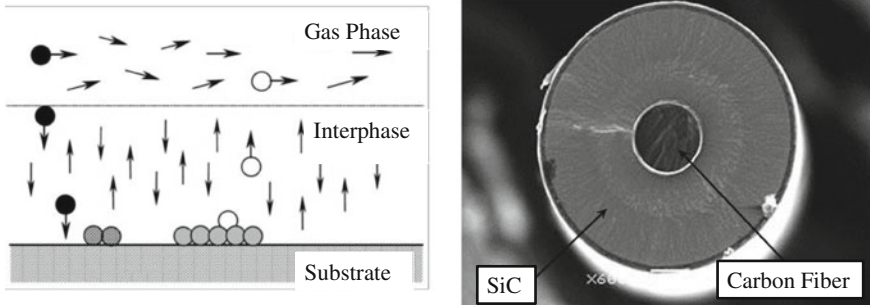 Gas Phase
Interphase
Substrate
SiC
Carbon Fiber